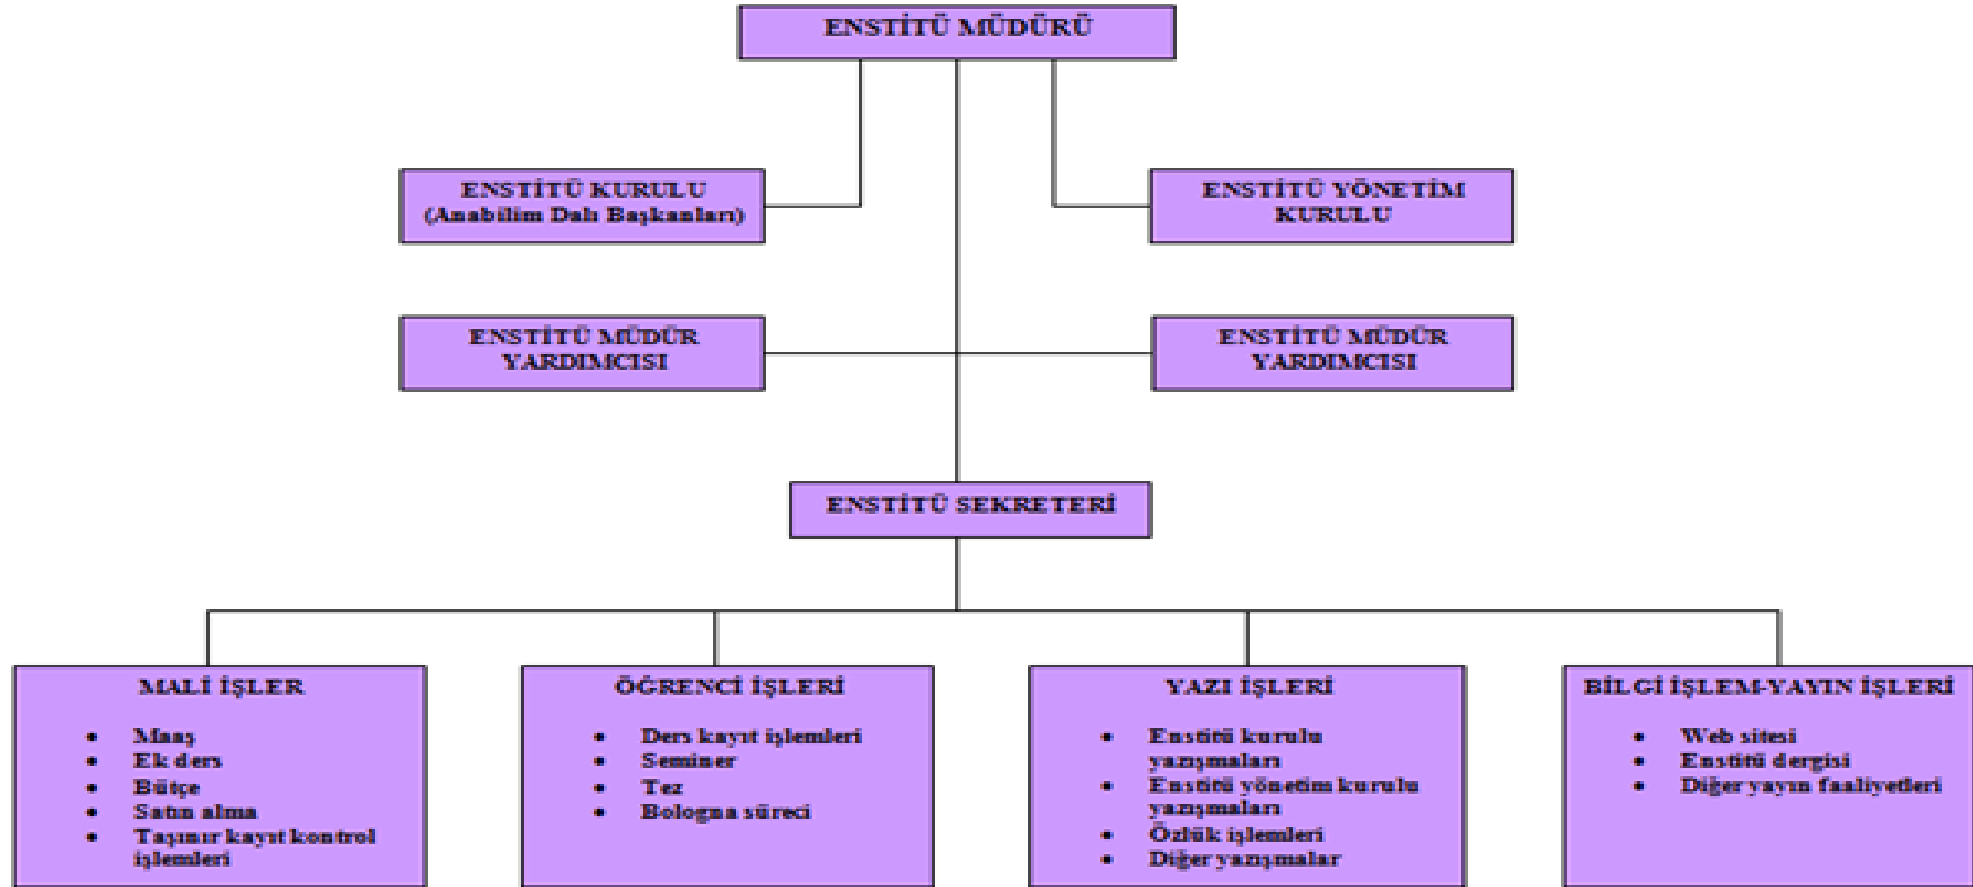 ENSTİTÜ MÜDÜRÜ
ENSTİTÜ KURULU
(Anabilim Dalı Başkanları)
ENSTİTÜ YÖNETİM
KURULU
ENSTİTÜ MÜDÜR
YARDIMCISI
ENSTİTÜ MÜDÜR
YARDIMCISI
ENSTİTÜ SEKRETERİ
MALİ İŞLER
• Maaş
• Ek ders
• Bütçe
• Satın alma
• Taşınır kayıt kontrol
işlemleri
ÖĞRENCİ İŞLERİ
• Ders kayıt işlemleri
• Seminer
• Tez
• Bologna süreci
YAZI İŞLERİ
• Enstitü kurulu
yazışmaları
• Enstitü yönetim kurulu
yazışmaları
• Özlük işlemleri
• Diğer yazışmalar
BİLGİ İŞLEM-YAYIN İŞLERİ
• Web sitesi
• Enstitü dergisi
• Diğer yayın faaliyetleri